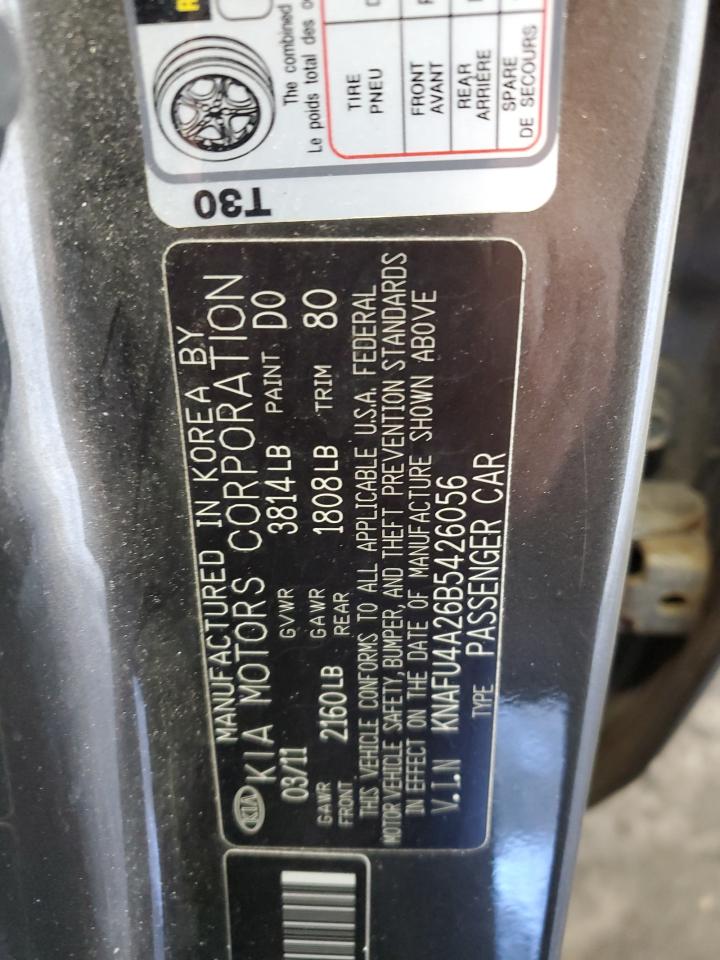 The combined
Le poids total des oc
TIRE
PNEU
FRONT
AVANT
REAR
ARRIÈRE
SPARE
DE SECOURS
T30
MANUFACTURED IN KOREA BY
KIA KIA MOTORS CORPORATION
03/11 GVWR 3814LB PAINT D0
GAWR FRONT 2160LB GAWR REAR 1808LB TRIM 80
THIS VEHICLE CONFORMS TO ALL APPLICABLE U.S.A. FEDERAL
MOTOR VEHICLE SAFETY, BUMPER, AND THEFT PREVENTION STANDARDS
IN EFFECT ON THE DATE OF MANUFACTURE SHOWN ABOVE
V.I.N KNAFU4A26B5426056
TYPE PASSENGER CAR